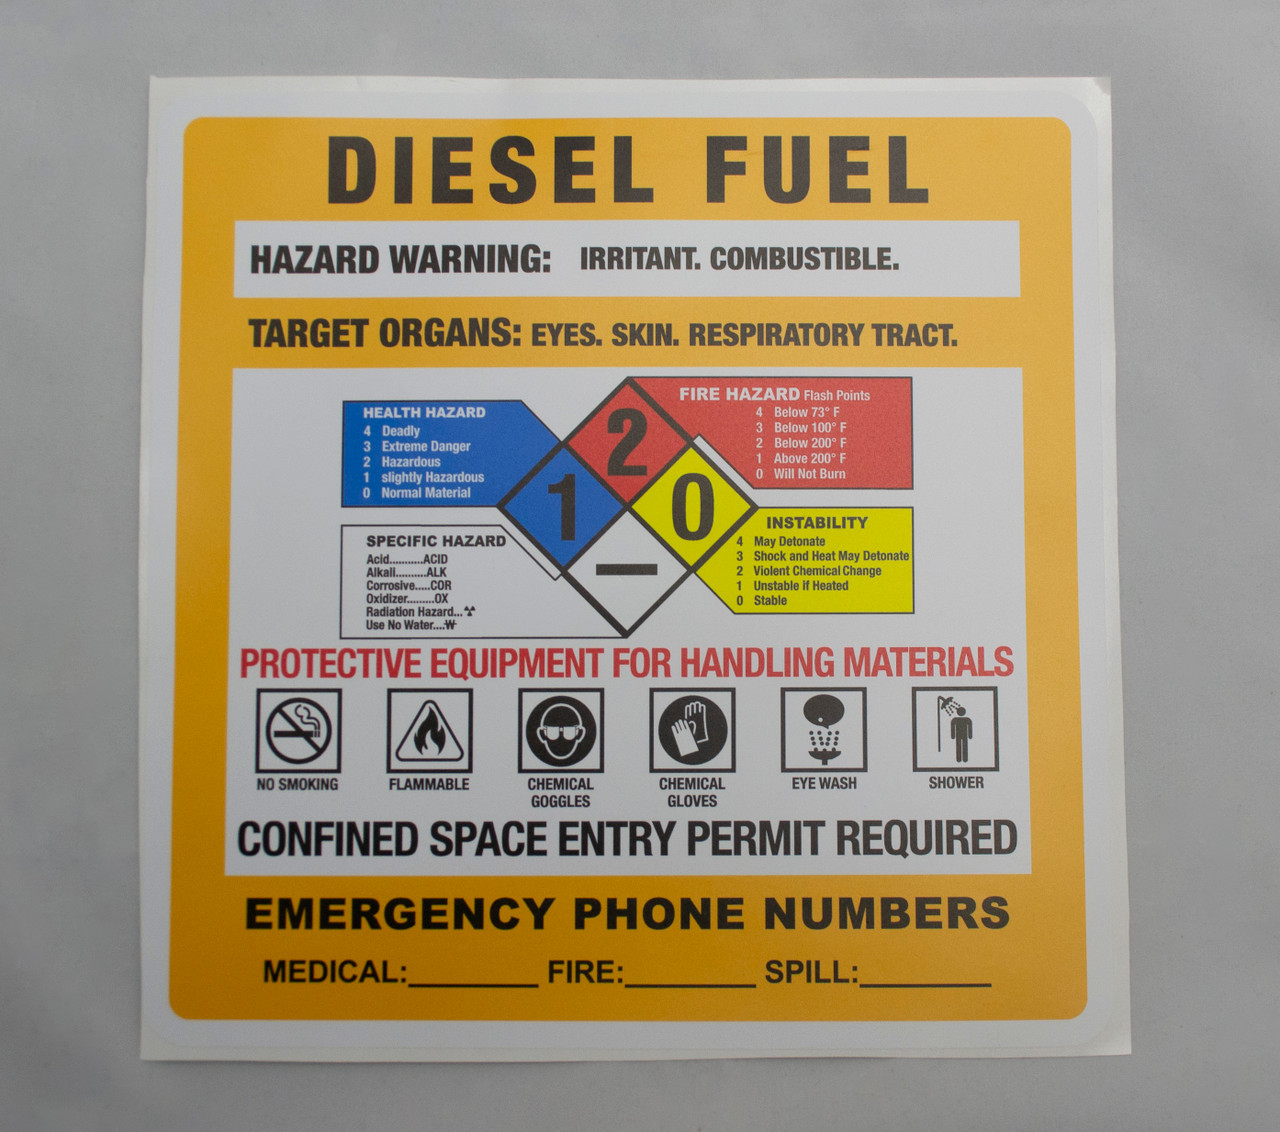 DIESEL FUEL
HAZARD WARNING: IRRITANT. COMBUSTIBLE.
TARGET ORGANS: EYES. SKIN. RESPIRATORY TRACT.
HEALTH HAZARD
4 Deadly
3 Extreme Danger
2 Hazardous
1 slightly Hazardous
0 Normal Material
FIRE HAZARD Flash Points
4 Below 73° F
3 Below 100° F
2 Below 200° F
1 Above 200° F
0 Will Not Burn
2
1
0
SPECIFIC HAZARD
Acid...........ACID
Alkali..........ALK
Corrosive.....COR
Oxidizer.........OX
Radiation Hazard...☢
Use No Water....W̶
INSTABILITY
4 May Detonate
3 Shock and Heat May Detonate
2 Violent Chemical Change
1 Unstable if Heated
0 Stable
PROTECTIVE EQUIPMENT FOR HANDLING MATERIALS
NO SMOKING
FLAMMABLE
CHEMICAL
GOGGLES
CHEMICAL
GLOVES
EYE WASH
SHOWER
CONFINED SPACE ENTRY PERMIT REQUIRED
EMERGENCY PHONE NUMBERS
MEDICAL:________ FIRE:________ SPILL:________